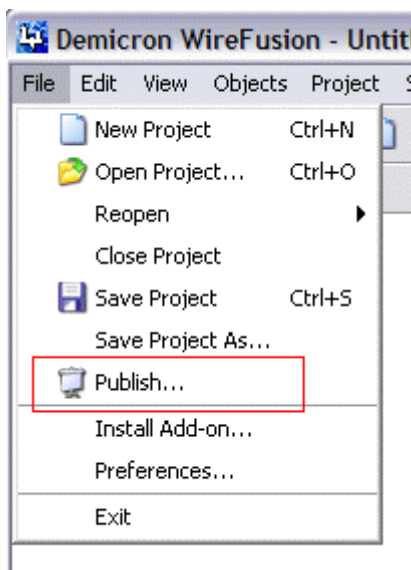 Demicron WireFusion - Untit
File Edit View Objects Project
New Project Ctrl+N
Open Project... Ctrl+O
Reopen
Close Project
Save Project Ctrl+S
Save Project As...
Publish...
Install Add-on...
Preferences...
Exit